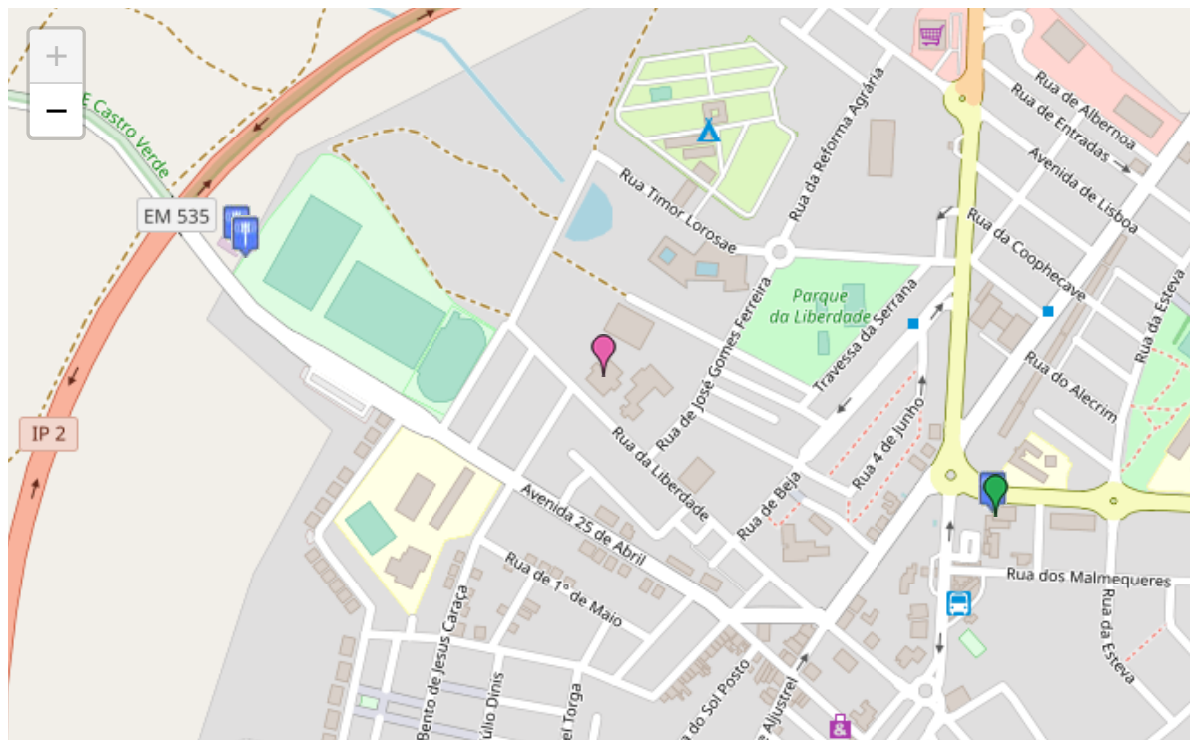 +
−
E Castro Verde
EM 535
IP 2
Rua Timor Lorosae
Rua da Reforma Agrária
Rua de Albernoa
Rua de Entradas
Avenida de Lisboa
Rua da Coophecave
Rua da Esteva
Parque
da Liberdade
Travessa da Serrana
Rua de José Gomes Ferreira
Rua do Alecrim
Rua 4 de Junho
Rua da Liberdade
Rua de Beja
Avenida 25 de Abril
Rua de 1º de Maio
Rua dos Malmequeres
Rua da Esteva
Bento de Jesus Caraça
úlio Dinis
el Torga
a do Sol Posto
e Aljustrel
&